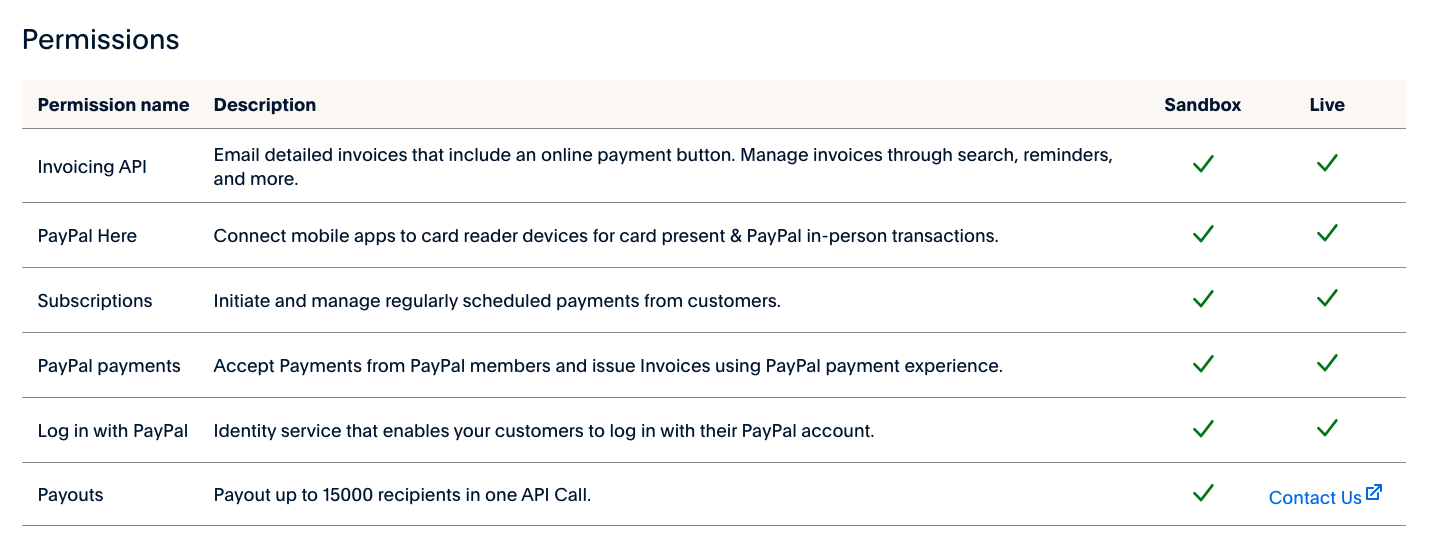 Permissions
Permission name Description Sandbox Live
Invoicing API
Email detailed invoices that include an online payment button. Manage invoices through search, reminders,
and more.
PayPal Here Connect mobile apps to card reader devices for card present & PayPal in-person transactions.
Subscriptions Initiate and manage regularly scheduled payments from customers.
PayPal payments Accept Payments from PayPal members and issue Invoices using PayPal payment experience.
Log in with PayPal Identity service that enables your customers to log in with their PayPal account.
Payouts Payout up to 15000 recipients in one API Call. Contact Us